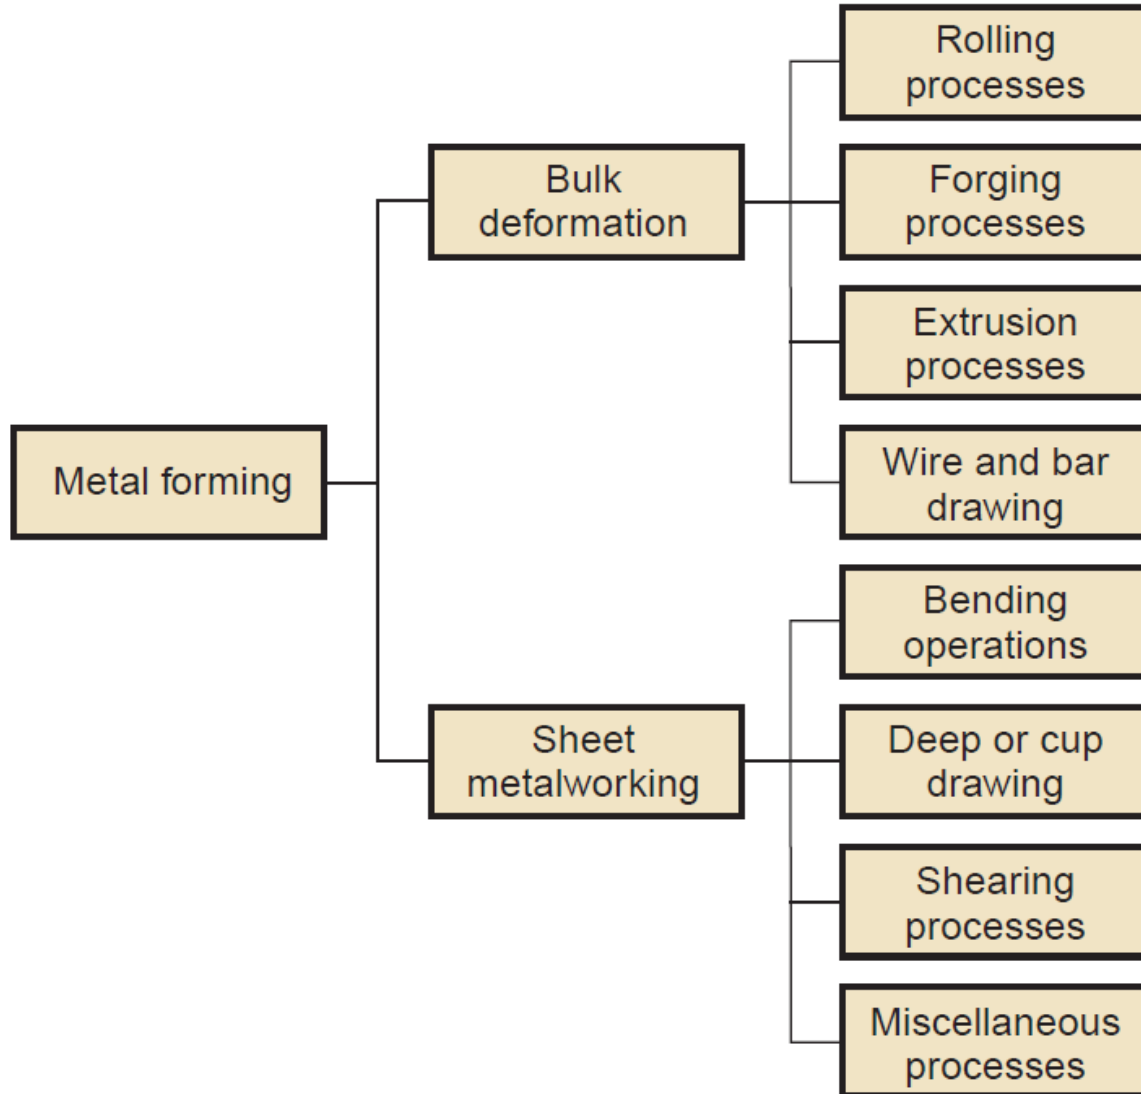 Rolling
processes
Bulk
deformation
Forging
processes
Extrusion
processes
Metal forming
Wire and bar
drawing
Bending
operations
Sheet
metalworking
Deep or cup
drawing
Shearing
processes
Miscellaneous
processes